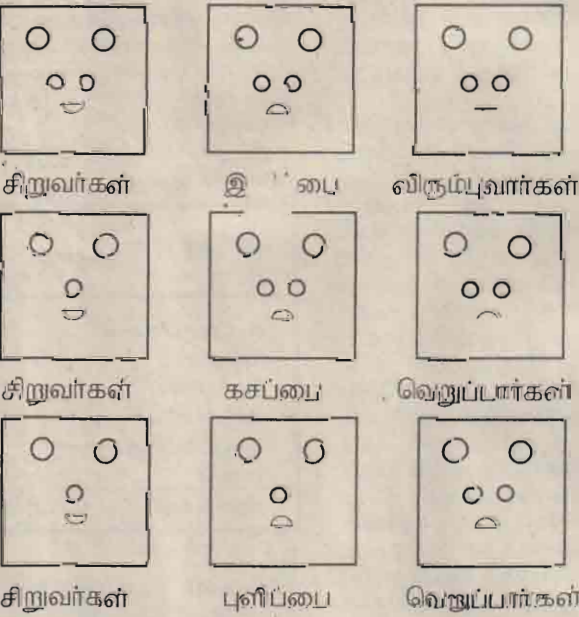 சிறுவர்கள் விரும்புவார்கள்
சிறுவர்கள் கசப்பை வெறுப்பார்கள்
சிறுவர்கள் புளிப்பை வெறுப்பார்கள்